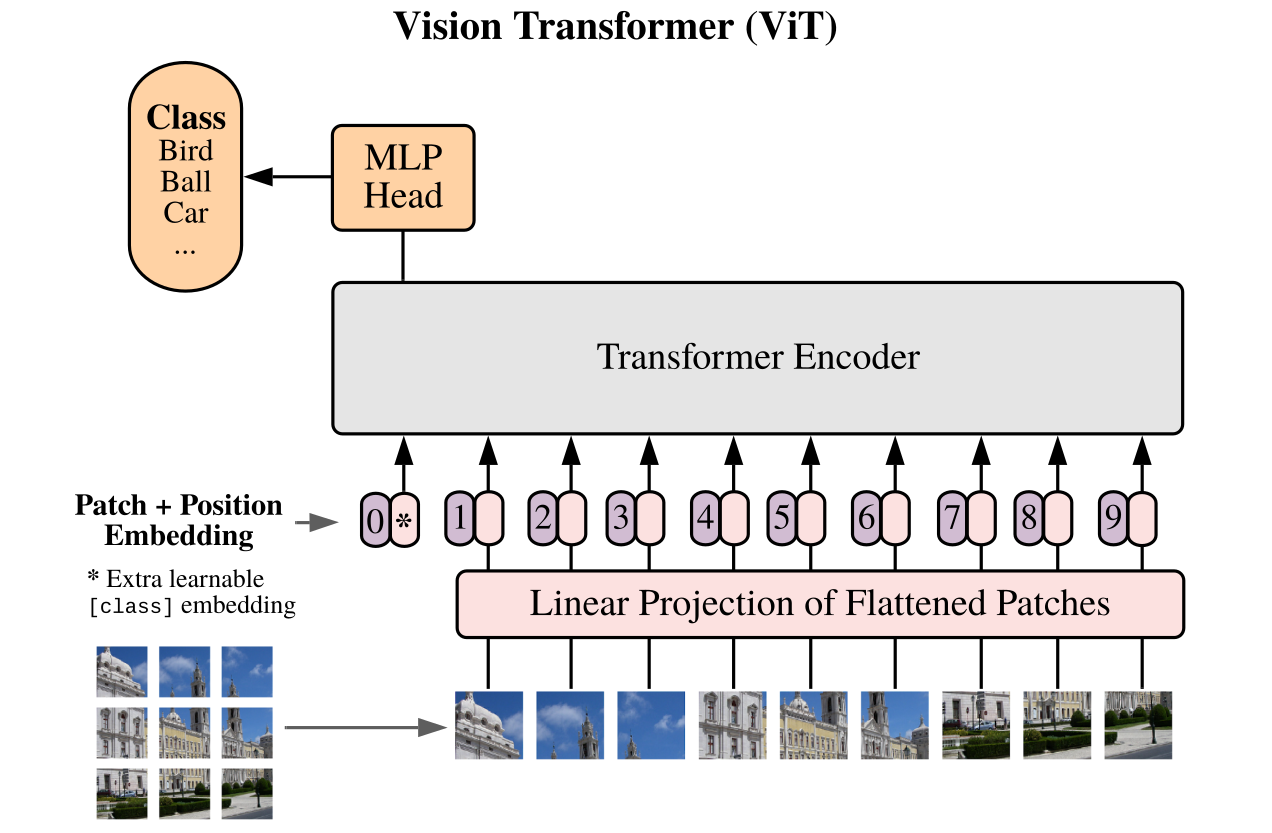 Vision Transformer (ViT)
Class
Bird
Ball
Car
...
MLP
Head
Transformer Encoder
Patch + Position
Embedding
0 * 1 2 3 4 5 6 7 8 9
* Extra learnable
[class] embedding
Linear Projection of Flattened Patches